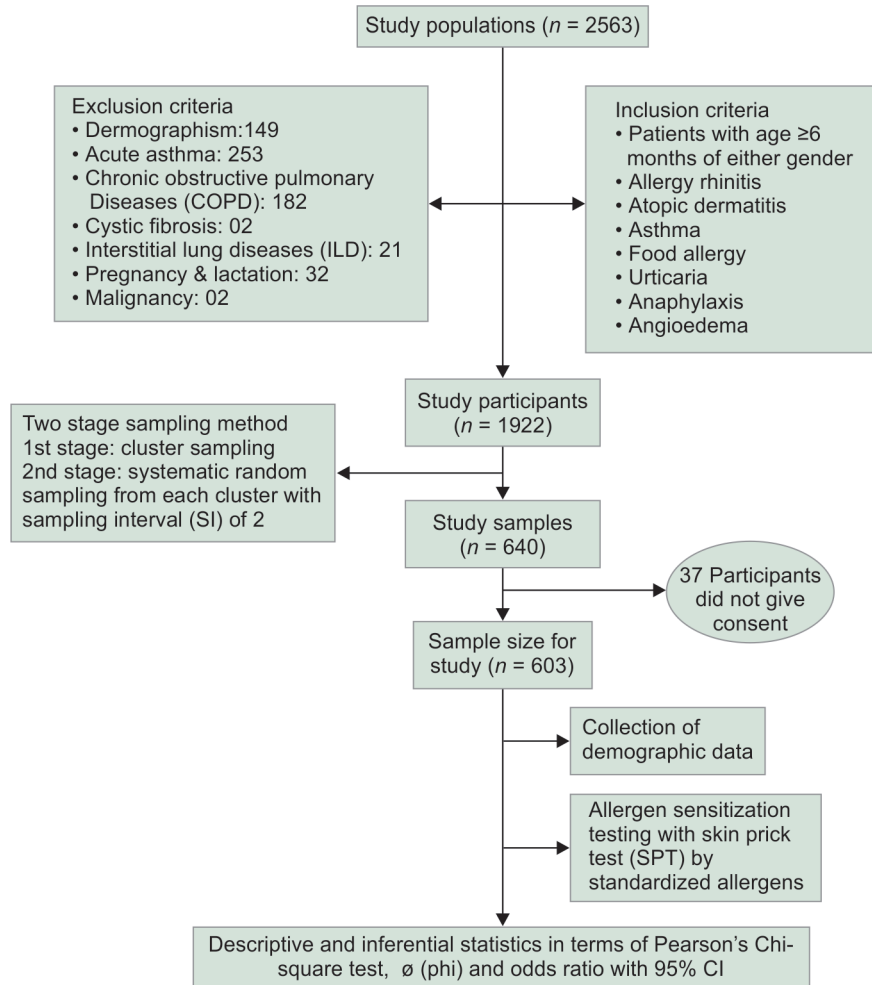 Study populations (n = 2563)
Exclusion criteria
• Dermographism:149
• Acute asthma: 253
• Chronic obstructive pulmonary
Diseases (COPD): 182
• Cystic fibrosis: 02
• Interstitial lung diseases (ILD): 21
• Pregnancy & lactation: 32
• Malignancy: 02
Inclusion criteria
• Patients with age ≥6
months of either gender
• Allergy rhinitis
• Atopic dermatitis
• Asthma
• Food allergy
• Urticaria
• Anaphylaxis
• Angioedema
Study participants
(n = 1922)
Two stage sampling method
1st stage: cluster sampling
2nd stage: systematic random
sampling from each cluster with
sampling interval (SI) of 2
Study samples
(n = 640)
37 Participants
did not give
consent
Sample size for
study (n = 603)
Collection of
demographic data
Allergen sensitization
testing with skin prick
test (SPT) by
standardized allergens
Descriptive and inferential statistics in terms of Pearson's Chi-
square test, ø (phi) and odds ratio with 95% CI